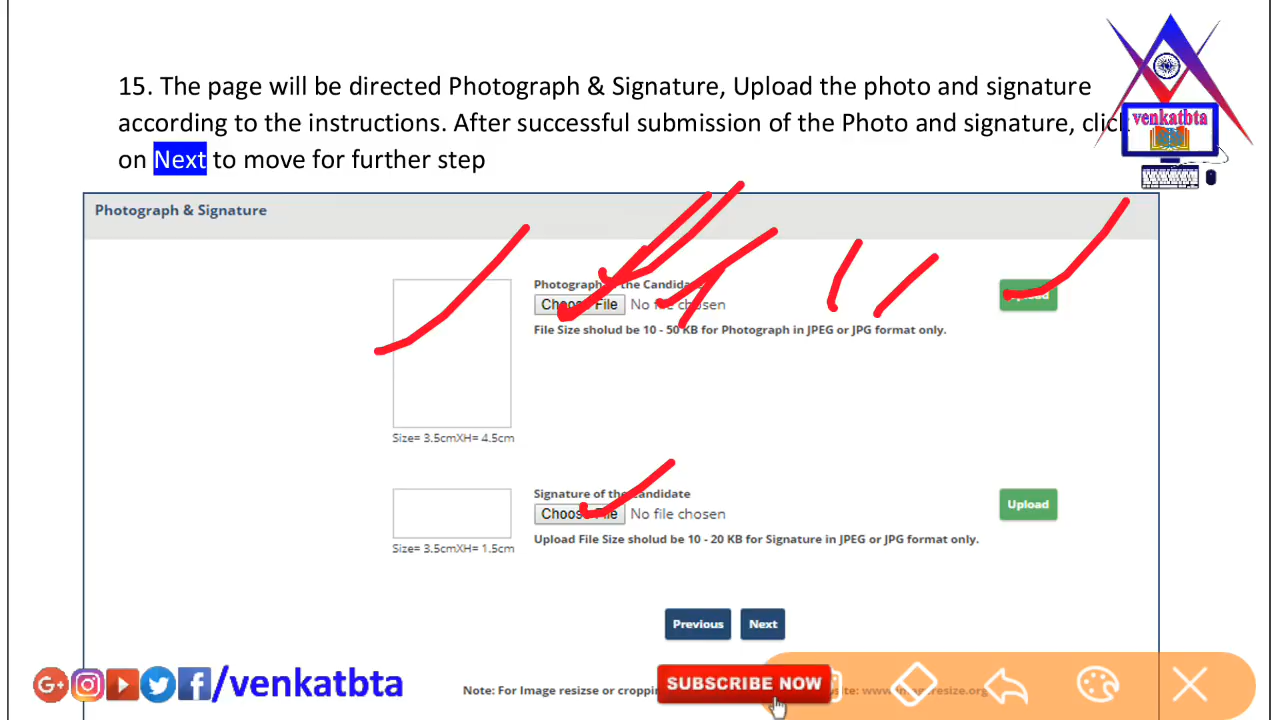 15. The page will be directed Photograph & Signature, Upload the photo and signature
according to the instructions. After successful submission of the Photo and signature, click
on Next to move for further step
venkatbta
Photograph & Signature
Photograph of the Candidate
Choose File No file chosen
Upload
File Size sholud be 10 - 50 KB for Photograph in JPEG or JPG format only.
Size= 3.5cmXH= 4.5cm
Signature of the Candidate
Choose File No file chosen
Upload
Upload File Size sholud be 10 - 20 KB for Signature in JPEG or JPG format only.
Size= 3.5cmXH= 1.5cm
Previous Next
/venkatbta
Note: For Image resizse or
SUBSCRIBE NOW